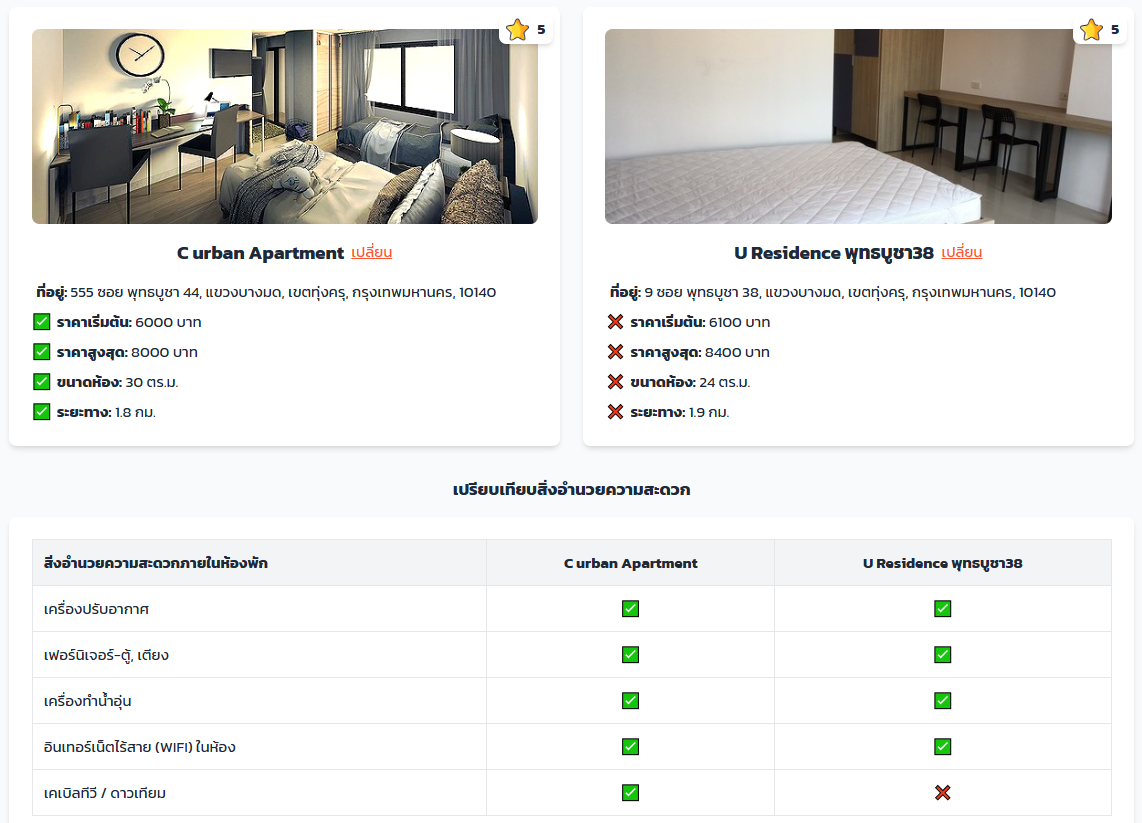 5
5
C urban Apartment เปลี่ยน
ที่อยู่: 555 ซอย พุทธบูชา 44, แขวงบางมด, เขตทุ่งครุ, กรุงเทพมหานคร, 10140
ราคาเริ่มต้น: 6000 บาท
ราคาสูงสุด: 8000 บาท
ขนาดห้อง: 30 ตร.ม.
ระยะทาง: 1.8 กม.
U Residence พุทธบูชา38 เปลี่ยน
ที่อยู่: 9 ซอย พุทธบูชา 38, แขวงบางมด, เขตทุ่งครุ, กรุงเทพมหานคร, 10140
ราคาเริ่มต้น: 6100 บาท
ราคาสูงสุด: 8400 บาท
ขนาดห้อง: 24 ตร.ม.
ระยะทาง: 1.9 กม.
เปรียบเทียบสิ่งอำนวยความสะดวก
สิ่งอำนวยความสะดวกภายในห้องพัก C urban Apartment U Residence พุทธบูชา38
เครื่องปรับอากาศ
เฟอร์นิเจอร์-ตู้, เตียง
เครื่องทำน้ำอุ่น
อินเทอร์เน็ตไร้สาย (WIFI) ในห้อง
เคเบิลทีวี / ดาวเทียม